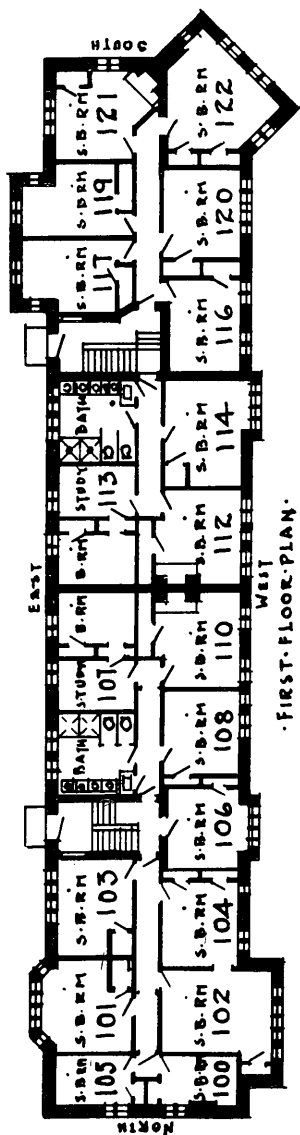 SOUTH
S.B.RM
121
S.B.RM
122
S.B.RM
119
S.B.RM
120
S.B.RM
117
S.B.RM
116
BATH
S.B.RM
114
STUDY
113
B.RM
S.B.RM
112
EAST
WEST
·FIRST·FLOOR·PLAN·
B.RM
S.B.RM
110
STUDY
107
S.B.RM
108
BATH
S.B.RM
106
S.B.RM
103
S.B.RM
104
S.B.RM
101
S.B.RM
102
S.B.RM
105
S.B.R
100
NORTH